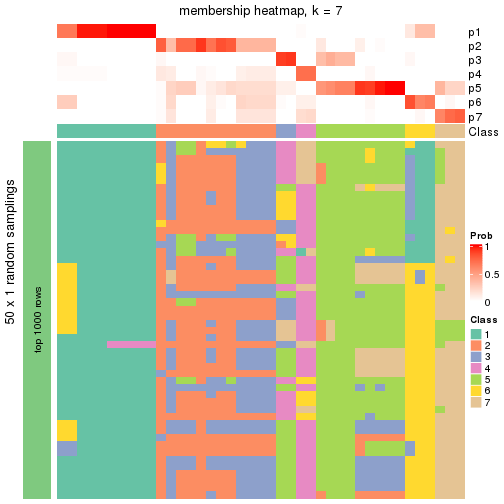 membership heatmap, k = 7
p1
p2
p3
p4
p5
p6
p7
Class
50 x 1 random samplings
top 1000 rows
Prob
1
0.5
0
Class
1
2
3
4
5
6
7